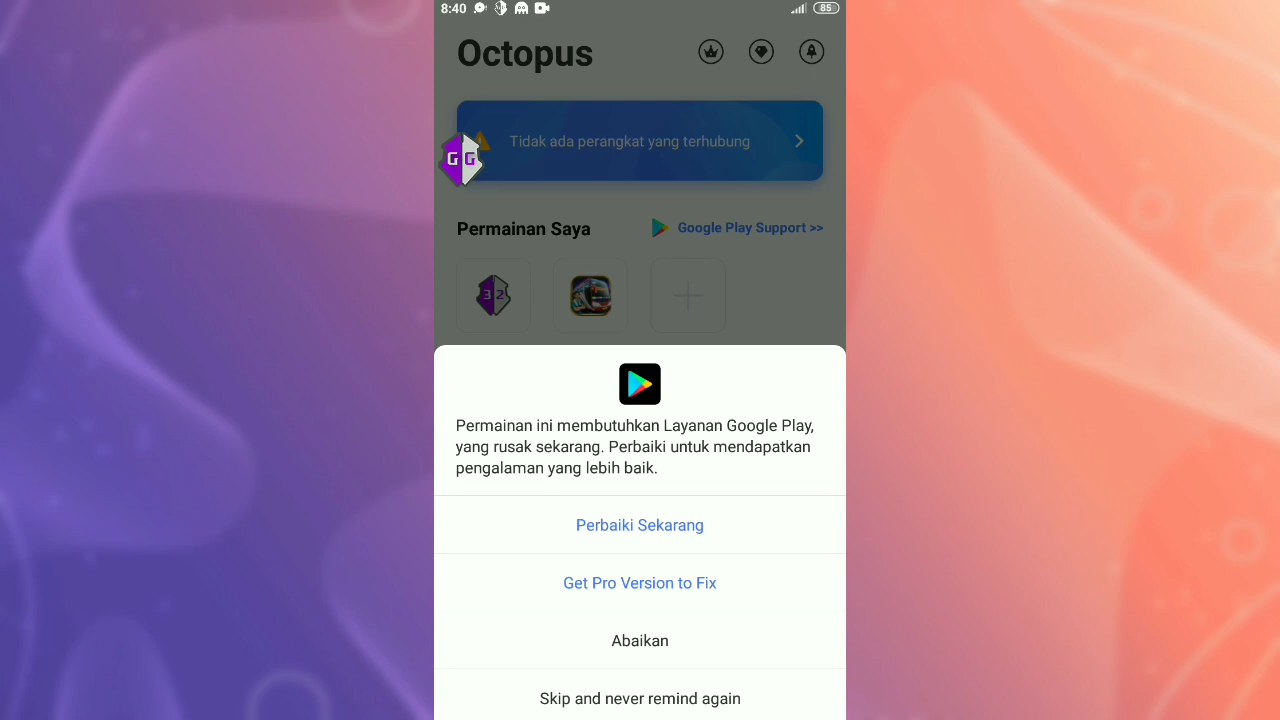 8:40
85
Octopus
Tidak ada perangkat yang terhubung
GG
Permainan Saya
Google Play Support >>
32
Permainan ini membutuhkan Layanan Google Play,
yang rusak sekarang. Perbaiki untuk mendapatkan
pengalaman yang lebih baik.
Perbaiki Sekarang
Get Pro Version to Fix
Abaikan
Skip and never remind again